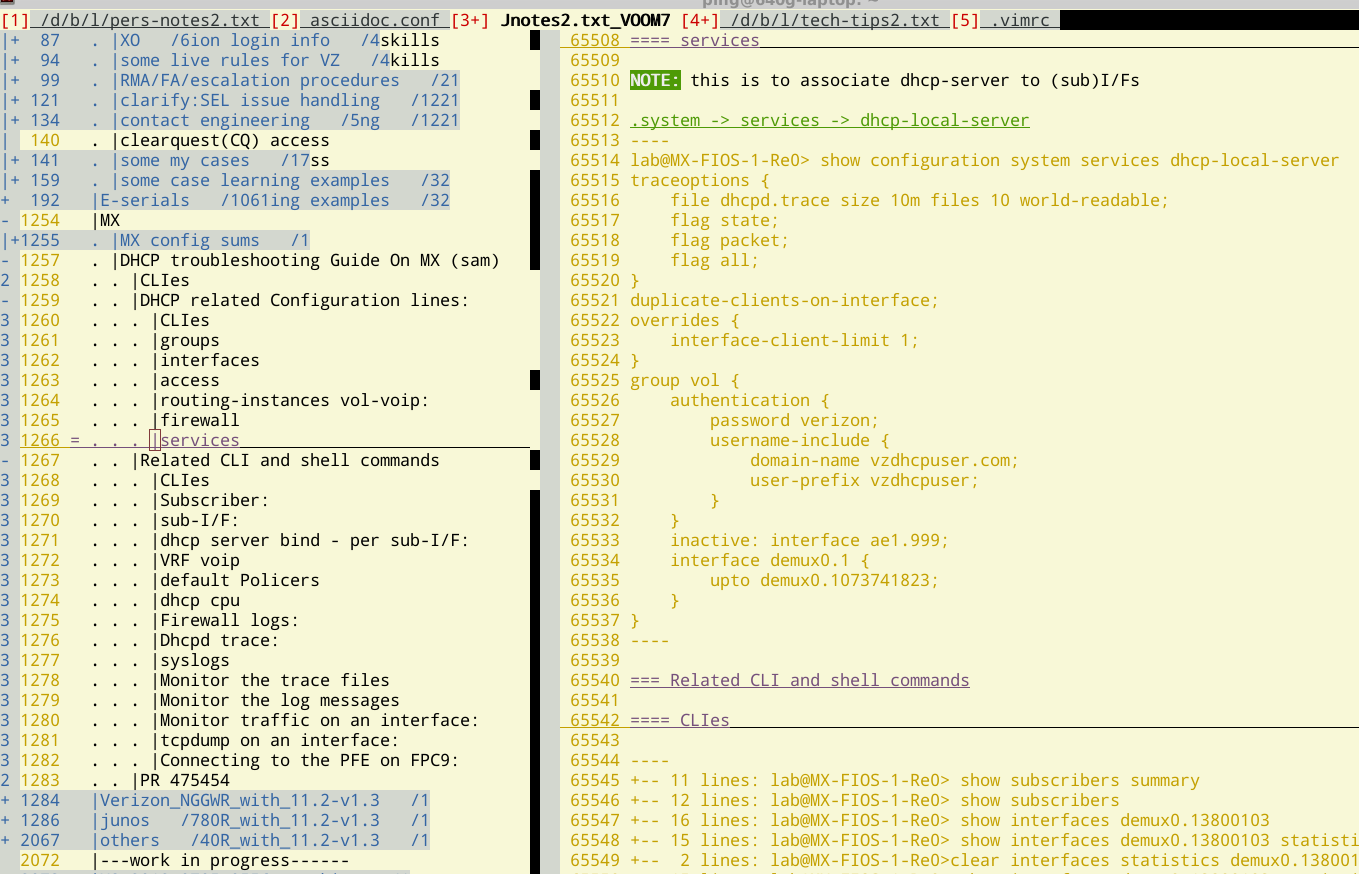 ping@640g-laptop: ~
[1] /d/b/l/pers-notes2.txt [2] asciidoc.conf [3+] Jnotes2.txt_VOOM7 [4+] /d/b/l/tech-tips2.txt [5] .vimrc
|+ 87 . |XO /6ion login info /4skills
|+ 94 . |some live rules for VZ /4kills
|+ 99 . |RMA/FA/escalation procedures /21
|+ 121 . |clarify:SEL issue handling /1221
|+ 134 . |contact engineering /5ng /1221
| 140 . |clearquest(CQ) access
|+ 141 . |some my cases /17ss
|+ 159 . |some case learning examples /32
+ 192 |E-serials /1061ing examples /32
- 1254 |MX
|+1255 . |MX config sums /1
- 1257 . |DHCP troubleshooting Guide On MX (sam)
2 1258 . . |CLIes
- 1259 . . |DHCP related Configuration lines:
3 1260 . . . |CLIes
3 1261 . . . |groups
3 1262 . . . |interfaces
3 1263 . . . |access
3 1264 . . . |routing-instances vol-voip:
3 1265 . . . |firewall
3 1266 = . . . |services
- 1267 . . |Related CLI and shell commands
3 1268 . . . |CLIes
3 1269 . . . |Subscriber:
3 1270 . . . |sub-I/F:
3 1271 . . . |dhcp server bind - per sub-I/F:
3 1272 . . . |VRF voip
3 1273 . . . |default Policers
3 1274 . . . |dhcp cpu
3 1275 . . . |Firewall logs:
3 1276 . . . |Dhcpd trace:
3 1277 . . . |syslogs
3 1278 . . . |Monitor the trace files
3 1279 . . . |Monitor the log messages
3 1280 . . . |Monitor traffic on an interface:
3 1281 . . . |tcpdump on an interface:
3 1282 . . . |Connecting to the PFE on FPC9:
2 1283 . . |PR 475454
+ 1284 |Verizon_NGGWR_with_11.2-v1.3 /1
+ 1286 |junos /780R_with_11.2-v1.3 /1
+ 2067 |others /40R_with_11.2-v1.3 /1
2072 |---work in progress------
65508 ==== services
65509
65510 NOTE: this is to associate dhcp-server to (sub)I/Fs
65511
65512 .system -> services -> dhcp-local-server
65513 ----
65514 lab@MX-FIOS-1-Re0> show configuration system services dhcp-local-server
65515 traceoptions {
65516 file dhcpd.trace size 10m files 10 world-readable;
65517 flag state;
65518 flag packet;
65519 flag all;
65520 }
65521 duplicate-clients-on-interface;
65522 overrides {
65523 interface-client-limit 1;
65524 }
65525 group vol {
65526 authentication {
65527 password verizon;
65528 username-include {
65529 domain-name vzdhcpuser.com;
65530 user-prefix vzdhcpuser;
65531 }
65532 }
65533 inactive: interface ae1.999;
65534 interface demux0.1 {
65535 upto demux0.1073741823;
65536 }
65537 }
65538 ----
65539
65540 === Related CLI and shell commands
65541
65542 ==== CLIes
65543
65544 ----
65545 +-- 11 lines: lab@MX-FIOS-1-Re0> show subscribers summary
65546 +-- 12 lines: lab@MX-FIOS-1-Re0> show subscribers
65547 +-- 16 lines: lab@MX-FIOS-1-Re0> show interfaces demux0.13800103
65548 +-- 15 lines: lab@MX-FIOS-1-Re0> show interfaces demux0.13800103 statisti
65549 +-- 2 lines: lab@MX-FIOS-1-Re0>clear interfaces statistics demux0.138001